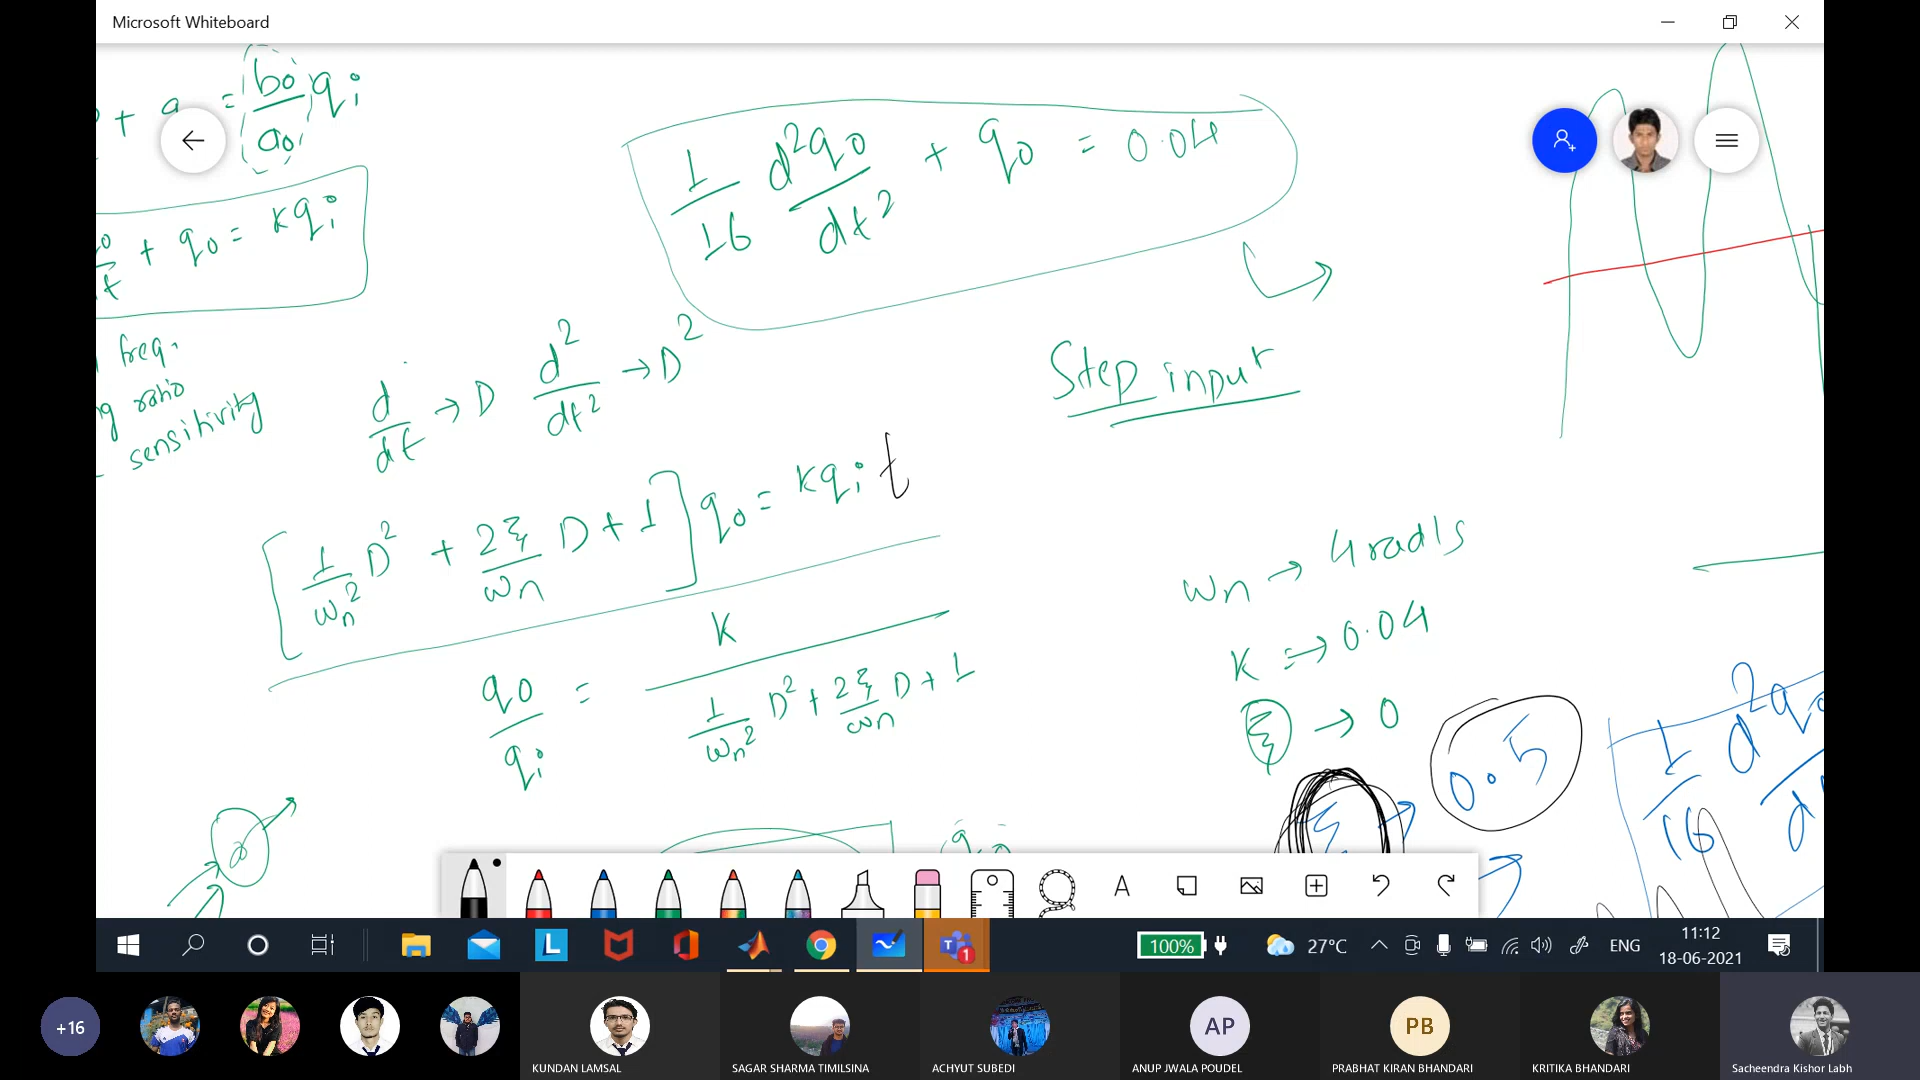 Microsoft Whiteboard
+ q = b0/a0 qi
+ q0 = kqi
1/16 d²q0/dt² + q0 = 0.04
freq.
ratio
sensitivity
d/dt → D d²/dt² → D²
Step input
[1/ωn² D² + 2ξ/ωn D + 1] q0 = kqi t
ωn → 4 rad/s
k → 0.04
q0/qi = k / (1/ωn² D² + 2ξ/ωn D + 1)
ξ → 0
ξ → 0.5
1/16 d²q0
100%
27°C
ENG
11:12
18-06-2021
+16
KUNDAN LAMSAL
SAGAR SHARMA TIMILSINA
ACHYUT SUBEDI
AP
ANUP JWALA POUDEL
PB
PRABHAT KIRAN BHANDARI
KRITIKA BHANDARI
Sacheendra Kishor Labh